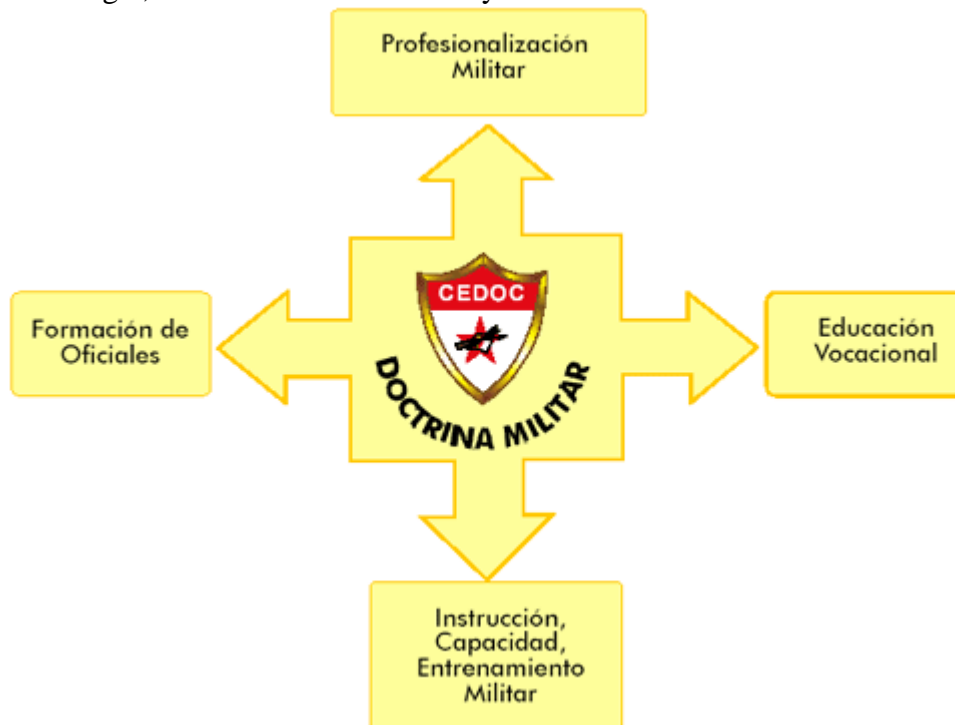 Profesionalización
Militar
CEDOC
DOCTRINA MILITAR
Formación de
Oficiales
Educación
Vocacional
Instrucción,
Capacidad,
Entrenamiento
Militar